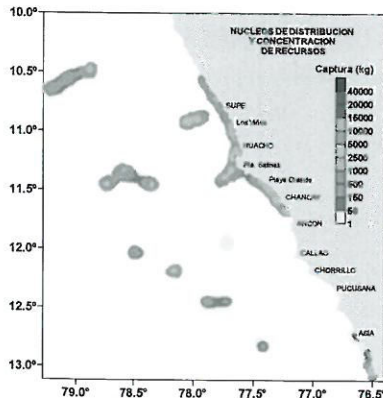 10.0°
NUCLEOS DE DISTRIBUCION
Y CONCENTRACION
DE RECURSOS
Captura (kg)
40000
20000
15000
10000
5000
2500
1000
500
150
50
1
10.5°
11.0°
11.5°
12.0°
12.5°
13.0°
SUPE
HUACHO
Pta. Salinas
Playa Chica
CHANCAY
ANCON
CALLAO
CHORRILLO
PUCUSANA
ASIA
79.0°
78.5°
78.0°
77.5°
77.0°
76.5°